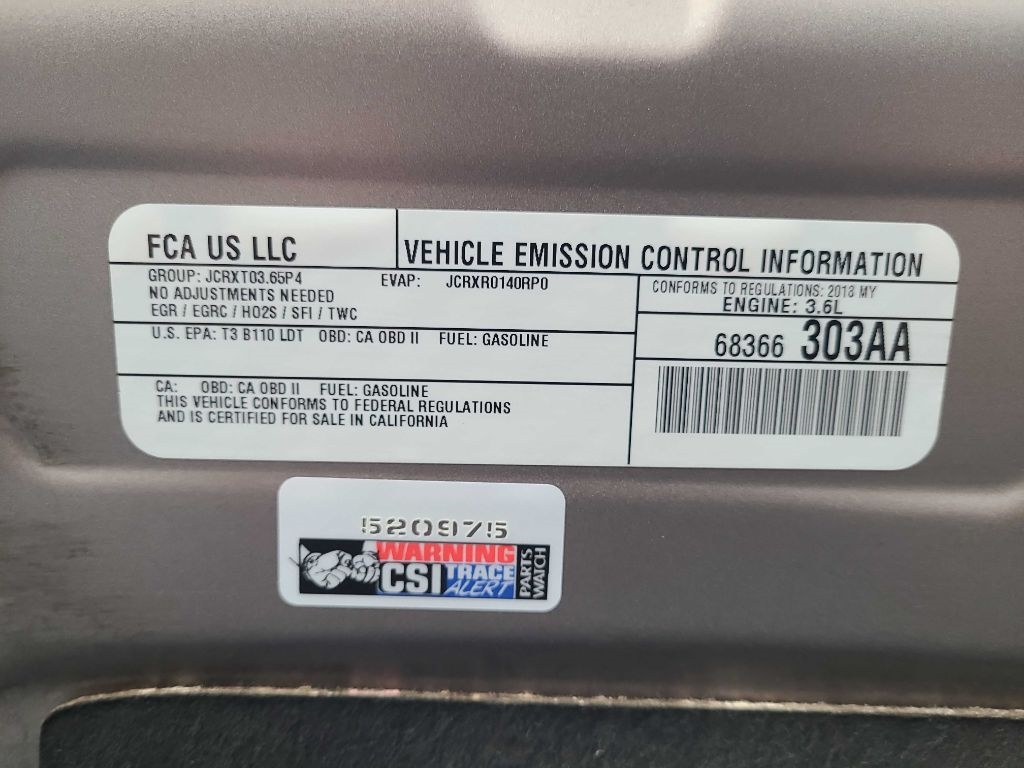 FCA US LLC
VEHICLE EMISSION CONTROL INFORMATION
GROUP: JCRXT03.65P4 EVAP: JCRXR0140RP0
NO ADJUSTMENTS NEEDED
EGR / EGRC / HO2S / SFI / TWC
CONFORMS TO REGULATIONS: 2018 MY
ENGINE: 3.6L
U.S. EPA: T3 B110 LDT OBD: CA OBD II FUEL: GASOLINE
68366 303AA
CA: OBD: CA OBD II FUEL: GASOLINE
THIS VEHICLE CONFORMS TO FEDERAL REGULATIONS
AND IS CERTIFIED FOR SALE IN CALIFORNIA
520975
WARNING
CSI TRACE
ALERT
PARTS
WATCH